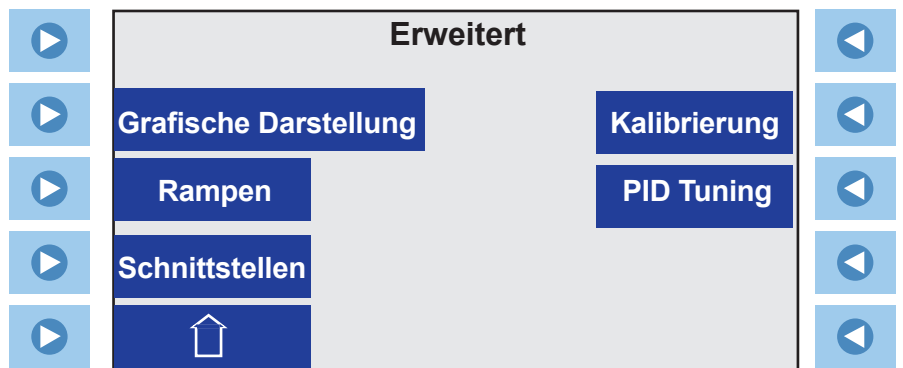 Erweitert
Grafische Darstellung
Kalibrierung
Rampen
PID Tuning
Schnittstellen